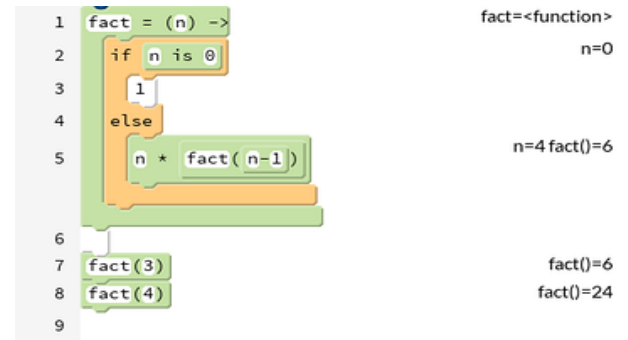 1 fact = (n) -> fact=<function>
2 if n is 0 n=0
3 1
4 else
5 n * fact(n-1) n=4 fact()=6
6
7 fact(3) fact()=6
8 fact(4) fact()=24
9